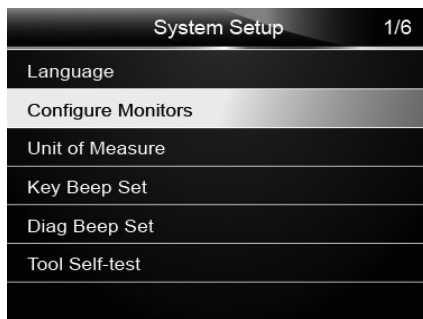 System Setup 1/6
Language
Configure Monitors
Unit of Measure
Key Beep Set
Diag Beep Set
Tool Self-test